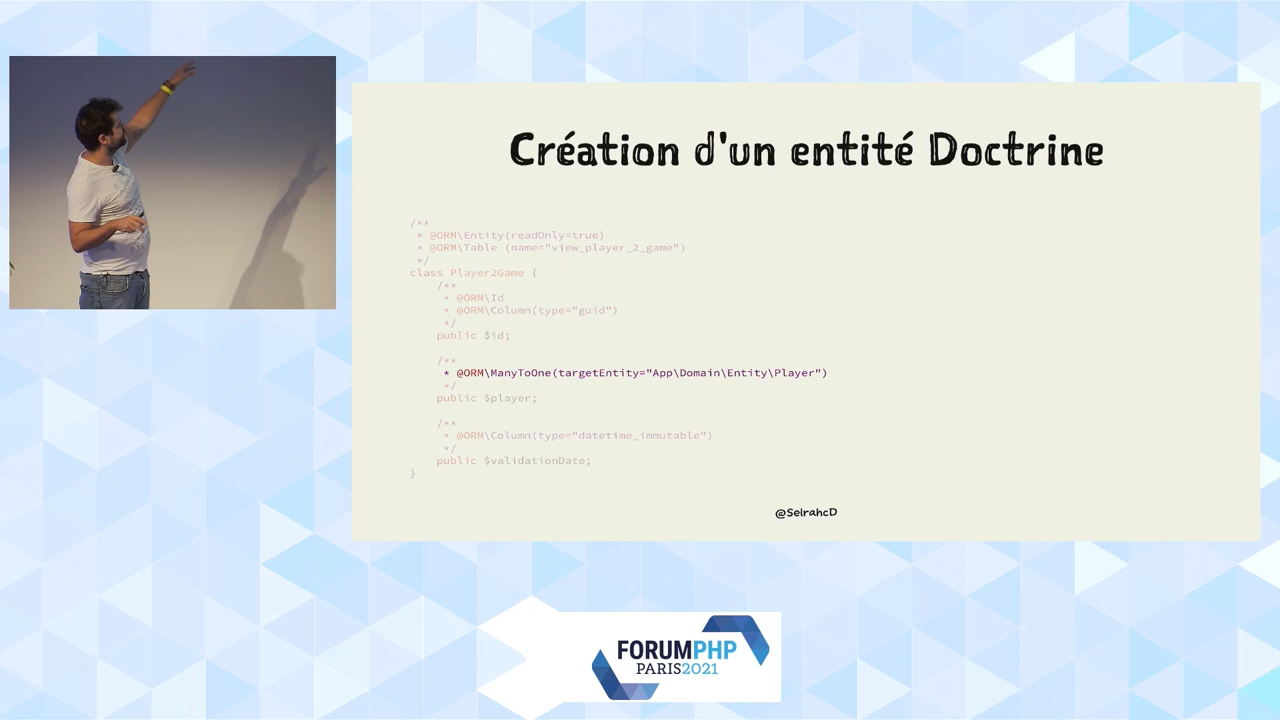 Création d'un entité Doctrine
/**
 * @ORM\Entity(readOnly=true)
 * @ORM\Table (name="view_player_2_game")
 */
class Player2Game {
    /**
     * @ORM\Id
     * @ORM\Column(type="guid")
     */
    public $id;
    /**
     * @ORM\ManyToOne(targetEntity="App\Domain\Entity\Player")
     */
    public $player;
    /**
     * @ORM\Column(type="datetime_immutable")
     */
    public $validationDate;
}
@SelrahcD
FORUMPHP
PARIS2021